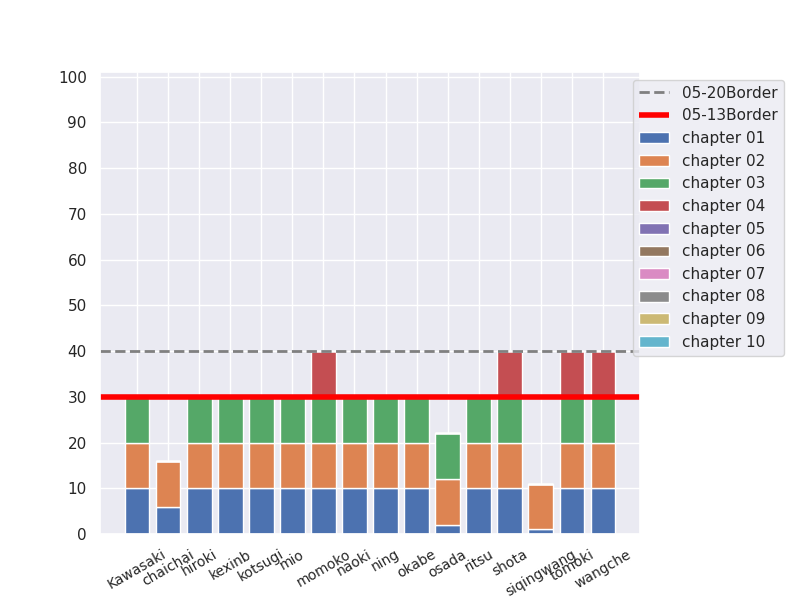 100
90
80
70
60
50
40
30
20
10
0
05-20Border
05-13Border
chapter 01
chapter 02
chapter 03
chapter 04
chapter 05
chapter 06
chapter 07
chapter 08
chapter 09
chapter 10
Kawasaki
chaichai
hiroki
kexinb
kotsugi
mio
momoko
naoki
ning
okabe
osada
ritsu
shota
siqingwang
tomoki
wangche